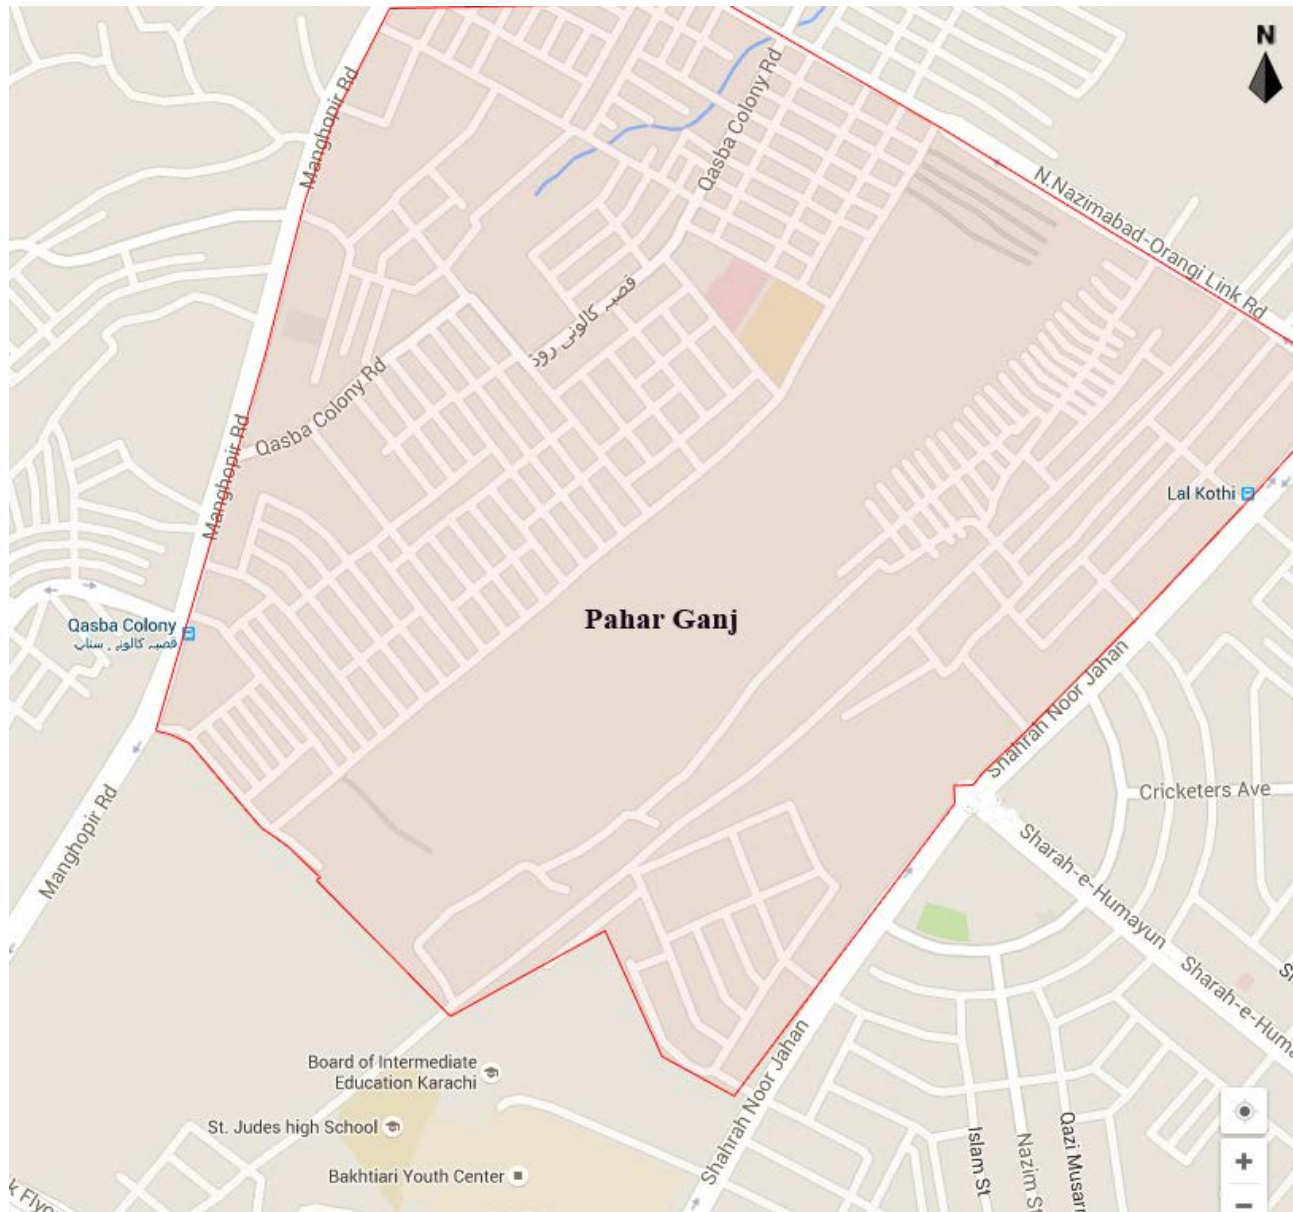 N
Manghopir Rd
Qasba Colony Rd
N.Nazimabad-Orangi Link Rd
قصبہ کالونی روڈ
Qasba Colony Rd
Manghopir Rd
Lal Kothi
Pahar Ganj
Qasba Colony
قصبہ کالونی سٹاپ
Shahrah Noor Jahan
Cricketers Ave
Manghopir Rd
Sharah-e-Humayun
Sharah-e-Huma
Shahrah Noor Jahan
Board of Intermediate
Education Karachi
St. Judes high School
Bakhtiari Youth Center
Islam St
Nazim St
Qazi Musarr
k Flyo
+
−